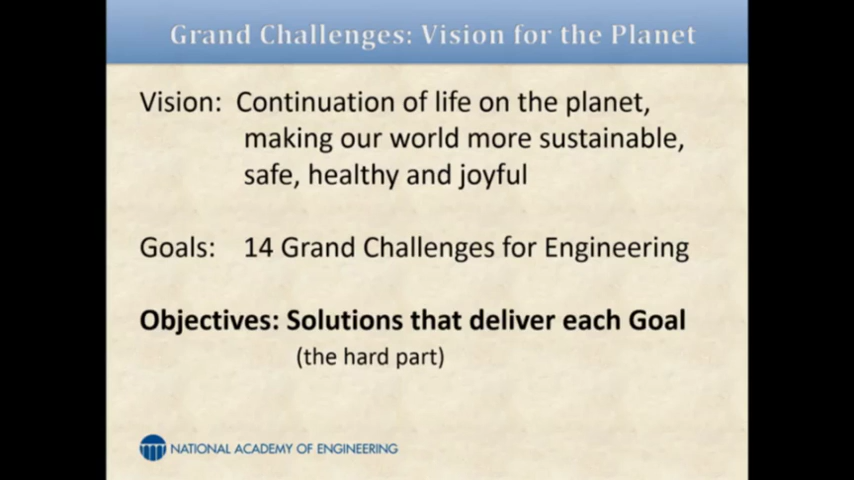 Grand Challenges: Vision for the Planet
Vision: Continuation of life on the planet,
making our world more sustainable,
safe, healthy and joyful
Goals: 14 Grand Challenges for Engineering
Objectives: Solutions that deliver each Goal
(the hard part)
NATIONAL ACADEMY OF ENGINEERING